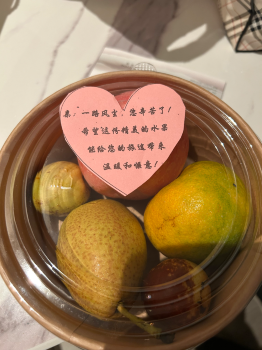 亲，一路风尘，您辛苦了！
希望这份精美的水果
能给您的旅途带来
温暖和惬意！